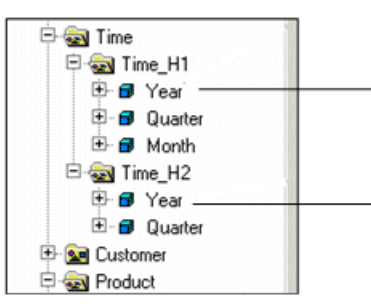 Time
Time_H1
Year
Quarter
Month
Time_H2
Year
Quarter
Customer
Product